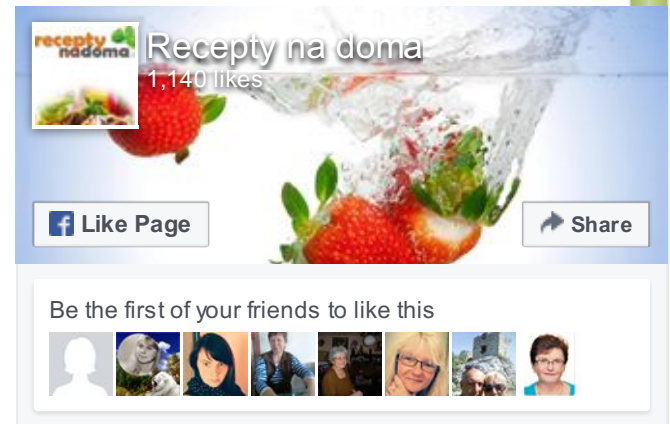 recepty
nadoma
Recepty na doma
1,140 likes
Like Page
Share
Be the first of your friends to like this